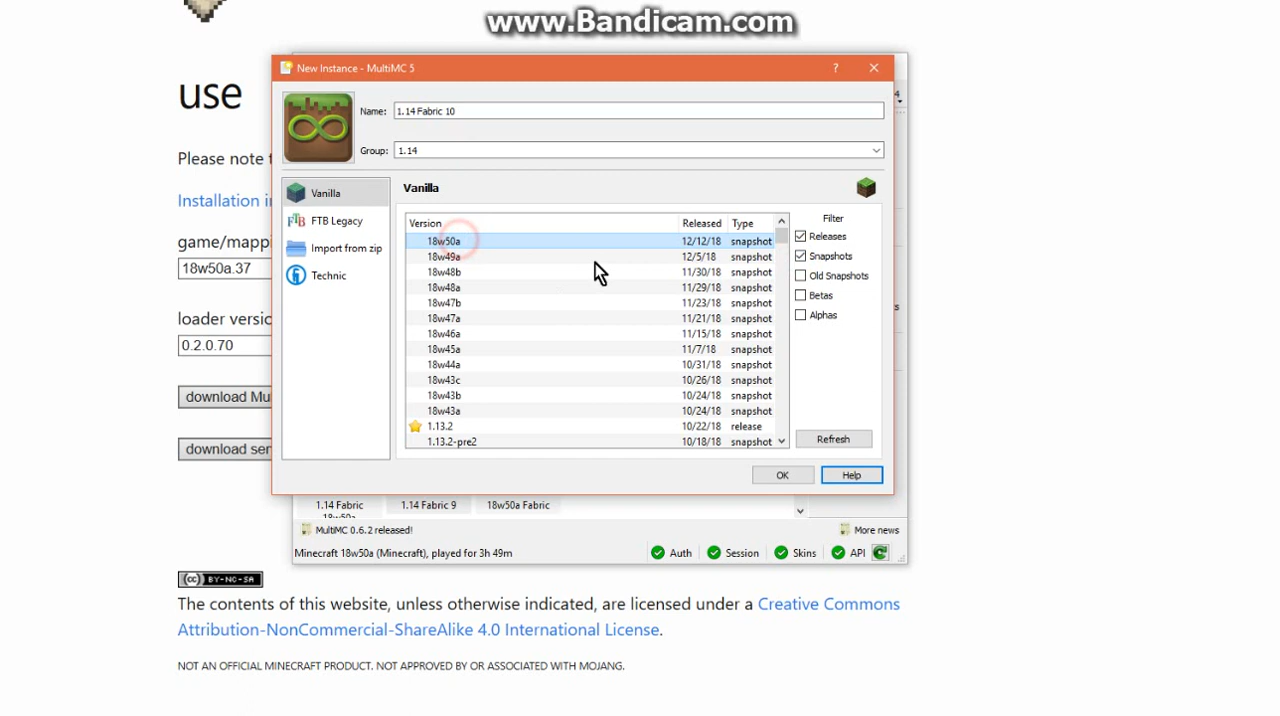 www.Bandicam.com
use
Please note t
Installation in
game/mappi
18w50a.37
loader versio
0.2.0.70
download Mu
download ser
New Instance - MultiMC 5
?
Name: 1.14 Fabric 10
Group: 1.14
Vanilla
FTB Legacy
Import from zip
Technic
Vanilla
Version Released Type
18w50a 12/12/18 snapshot
18w49a 12/5/18 snapshot
18w48b 11/30/18 snapshot
18w48a 11/29/18 snapshot
18w47b 11/23/18 snapshot
18w47a 11/21/18 snapshot
18w46a 11/15/18 snapshot
18w45a 11/7/18 snapshot
18w44a 10/31/18 snapshot
18w43c 10/26/18 snapshot
18w43b 10/24/18 snapshot
18w43a 10/24/18 snapshot
1.13.2 10/22/18 release
1.13.2-pre2 10/18/18 snapshot
Filter
Releases
Snapshots
Old Snapshots
Betas
Alphas
Refresh
OK Help
1.14 Fabric 1.14 Fabric 9 18w50a Fabric
MultiMC 0.6.2 released! More news
Minecraft 18w50a (Minecraft), played for 3h 49m Auth Session Skins API
CC BY-NC-SA
The contents of this website, unless otherwise indicated, are licensed under a Creative Commons
Attribution-NonCommercial-ShareAlike 4.0 International License.
NOT AN OFFICIAL MINECRAFT PRODUCT. NOT APPROVED BY OR ASSOCIATED WITH MOJANG.